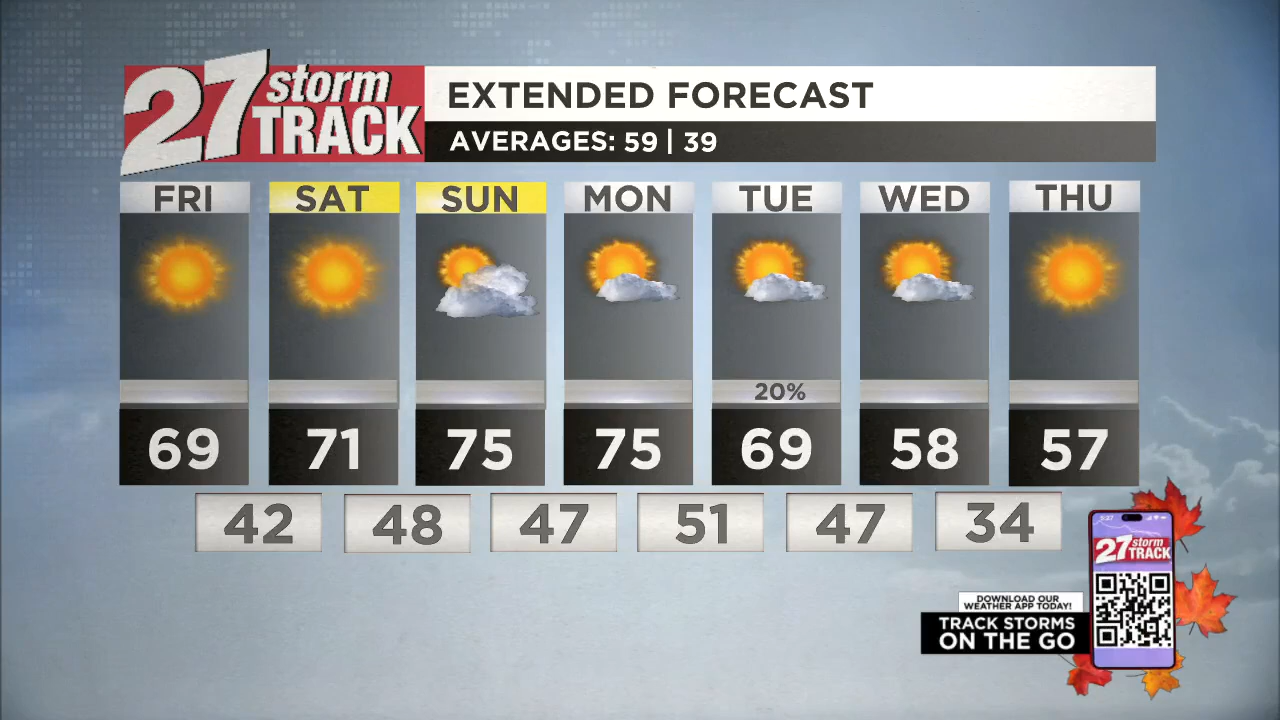 27 storm TRACK
EXTENDED FORECAST
AVERAGES: 59 | 39
FRI SAT SUN MON TUE WED THU
20%
69 71 75 75 69 58 57
42 48 47 51 47 34
5:27
27 storm TRACK
DOWNLOAD OUR
WEATHER APP TODAY!
TRACK STORMS
ON THE GO